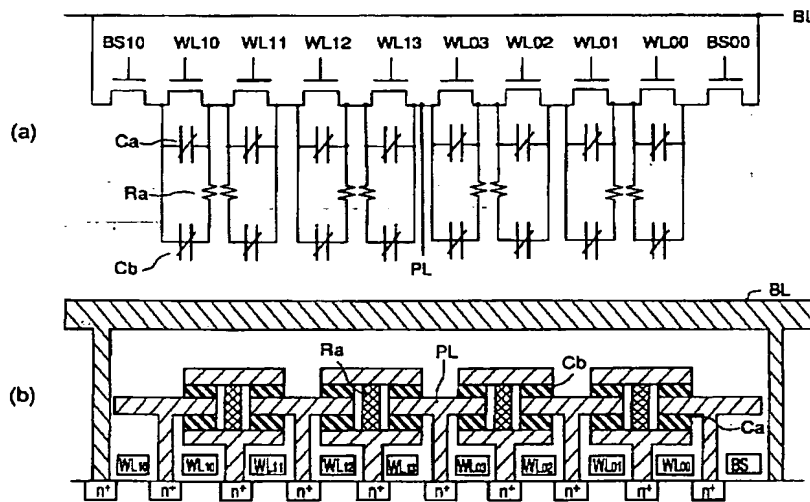 BL
BS10 WL10 WL11 WL12 WL13 WL03 WL02 WL01 WL00 BS00
(a)
Ca
Ra
Cb
PL
BL
Ra PL Cb
(b)
Ca
WL10 WL11 WL12 WL13 WL03 WL02 WL01 WL00 BS
n+ n+ n+ n+ n+ n+ n+ n+ n+ n+ n+